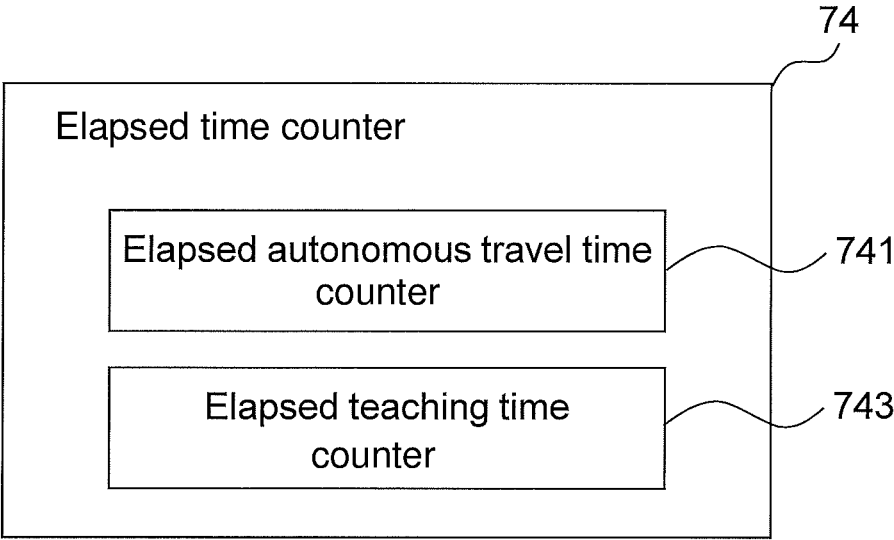 74
Elapsed time counter
Elapsed autonomous travel time
counter
741
Elapsed teaching time
counter
743